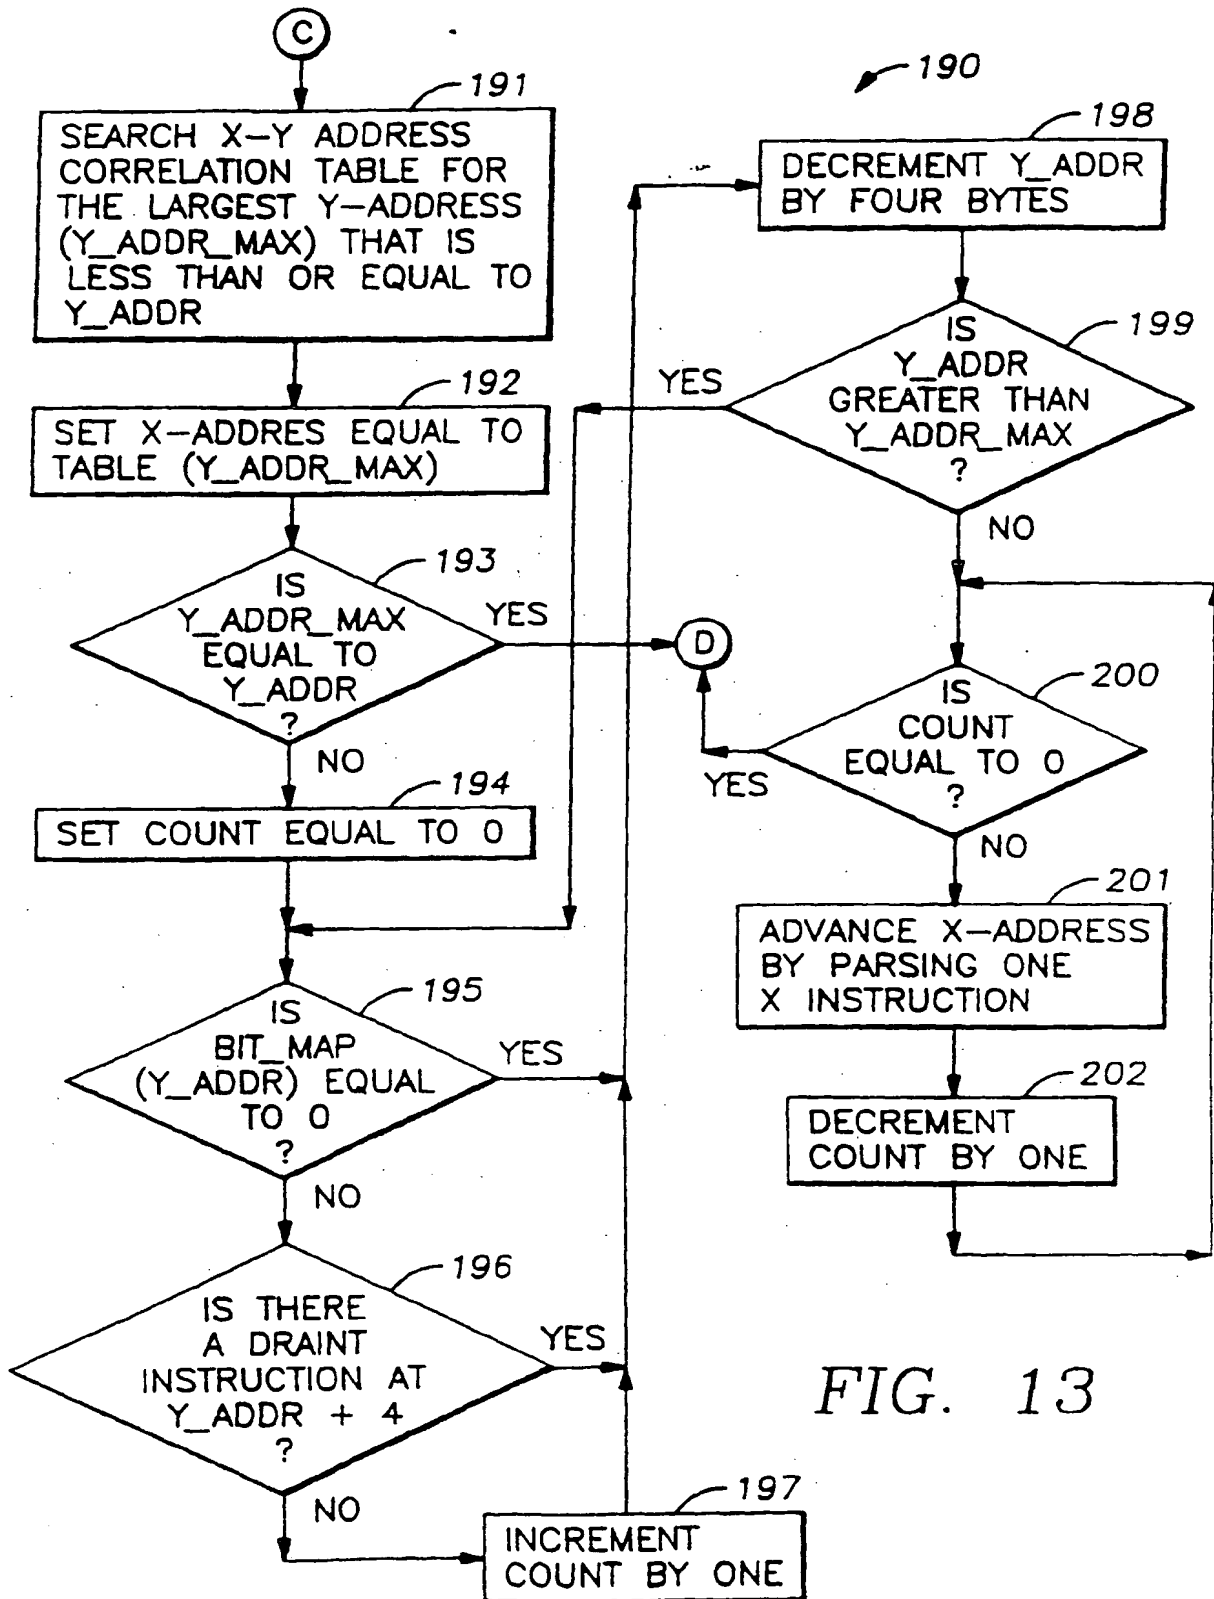 C
191
SEARCH X-Y ADDRESS
CORRELATION TABLE FOR
THE LARGEST Y-ADDRESS
(Y_ADDR_MAX) THAT IS
LESS THAN OR EQUAL TO
Y_ADDR
192
SET X-ADDRES EQUAL TO
TABLE (Y_ADDR_MAX)
193
IS
Y_ADDR_MAX
EQUAL TO
Y_ADDR
?
YES
NO
D
194
SET COUNT EQUAL TO 0
195
IS
BIT_MAP
(Y_ADDR) EQUAL
TO 0
?
YES
NO
196
IS THERE
A DRAINT
INSTRUCTION AT
Y_ADDR + 4
?
YES
NO
197
INCREMENT
COUNT BY ONE
190
198
DECREMENT Y_ADDR
BY FOUR BYTES
199
IS
Y_ADDR
GREATER THAN
Y_ADDR_MAX
?
YES
NO
200
IS
COUNT
EQUAL TO 0
?
YES
NO
201
ADVANCE X-ADDRESS
BY PARSING ONE
X INSTRUCTION
202
DECREMENT
COUNT BY ONE
FIG. 13